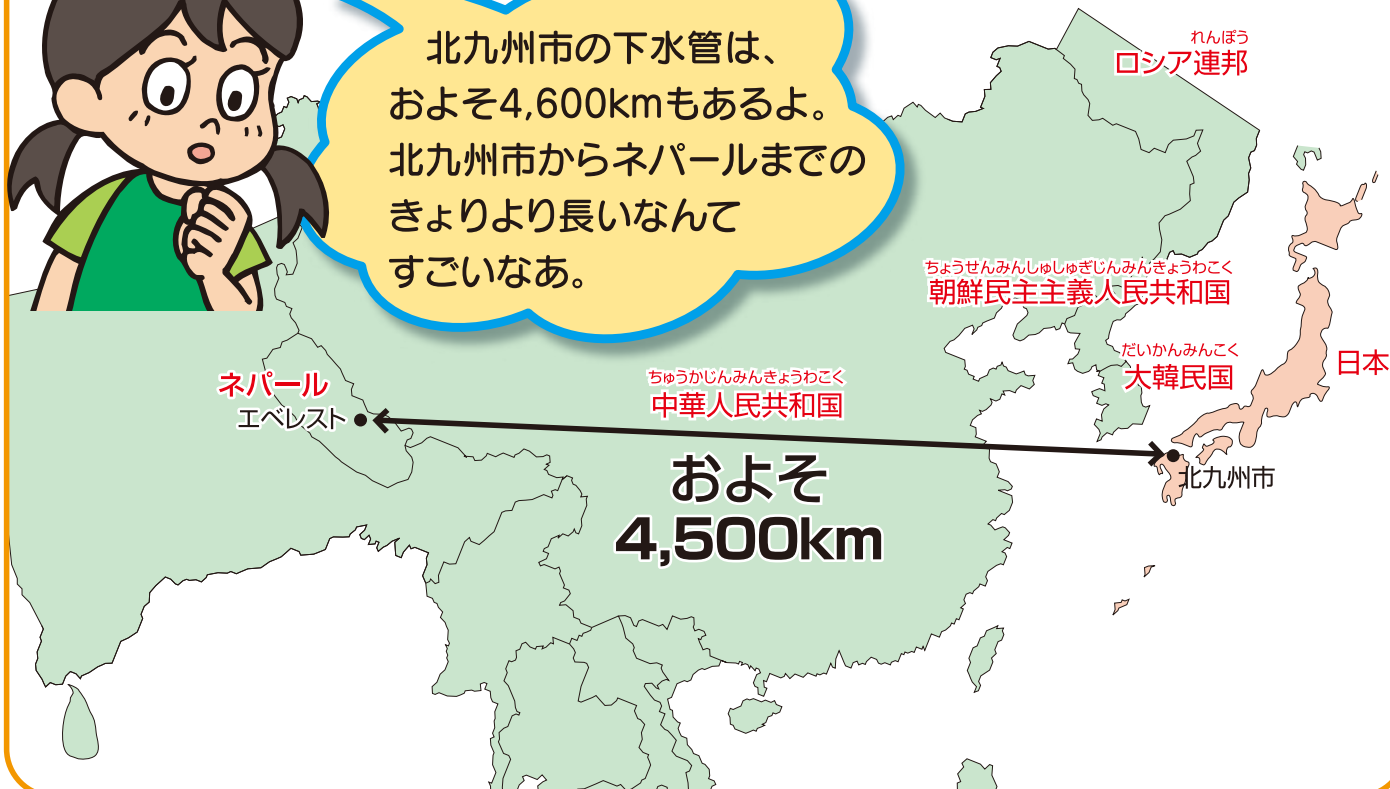 北九州市の下水管は、
およそ4,600kmもあるよ。
北九州市からネパールまでの
きょりより長いなんて
すごいなあ。
れんぽう
ロシア連邦
ちょうせんみんしゅしゅぎじんみんきょうわこく
朝鮮民主主義人民共和国
だいかんみんこく
大韓民国
日本
ちゅうかじんみんきょうわこく
中華人民共和国
ネパール
エベレスト
北九州市
およそ
4,500km